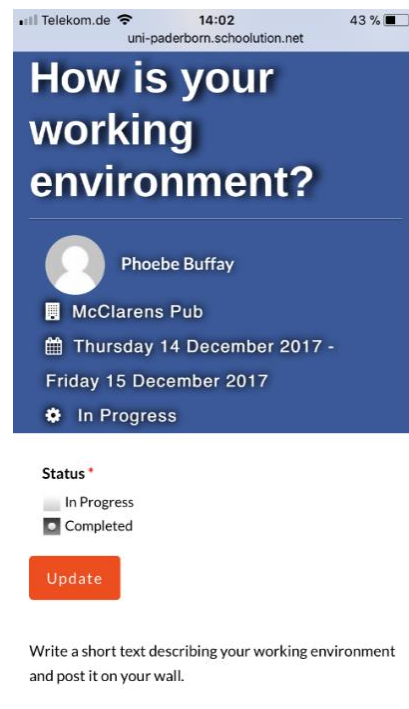 Telekom.de 14:02 43 %
uni-paderborn.schoolution.net
How is your
working
environment?
Phoebe Buffay
McClarens Pub
Thursday 14 December 2017 -
Friday 15 December 2017
In Progress
Status *
In Progress
Completed
Update
Write a short text describing your working environment
and post it on your wall.